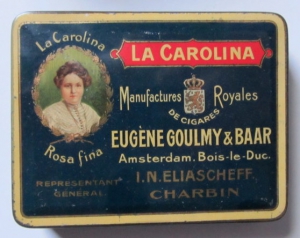 La Carolina
Rosa fina
LA CAROLINA
Manufactures Royales
DE CIGARES
EUGÈNE GOULMY & BAAR
Amsterdam. Bois-le-Duc.
REPRESENTANT
GÉNÉRAL
I.N. ELIASCHEFF
CHARBIN